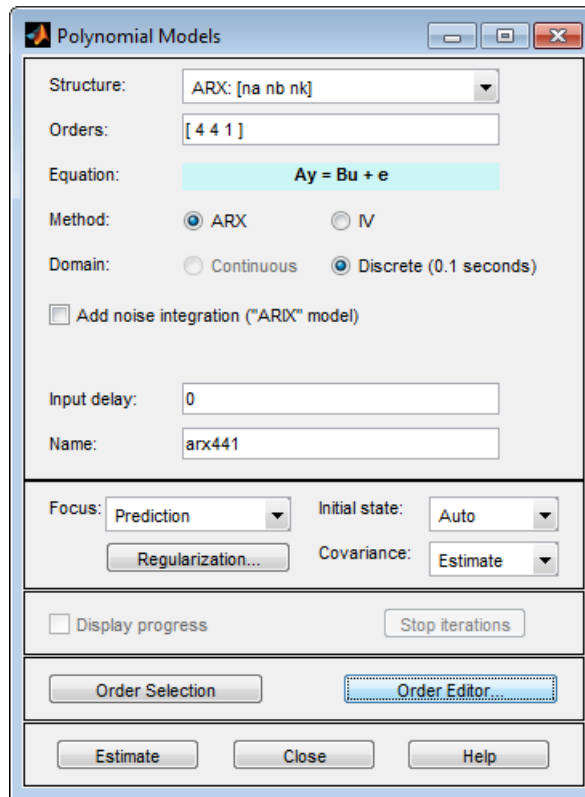 Polynomial Models
Structure: ARX: [na nb nk]
Orders: [ 4 4 1 ]
Equation: Ay = Bu + e
Method: ARX IV
Domain: Continuous Discrete (0.1 seconds)
Add noise integration ("ARIX" model)
Input delay: 0
Name: arx441
Focus: Prediction Initial state: Auto
Regularization... Covariance: Estimate
Display progress Stop iterations
Order Selection Order Editor...
Estimate Close Help